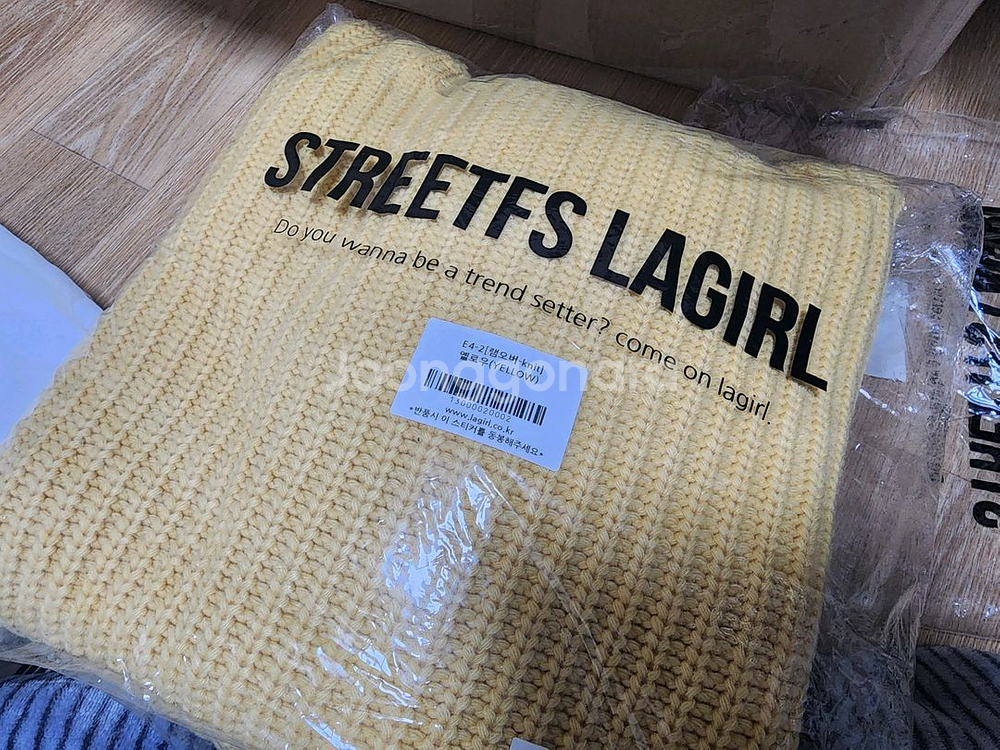 STREETFS LAGIRL
Do you wanna be a trend setter? come on lagirl.
E4-2[램오버-knit]
옐로우(YELLOW)
13000020002
www.lagirl.co.kr
*반품시 이 스티커를 동봉해주세요*